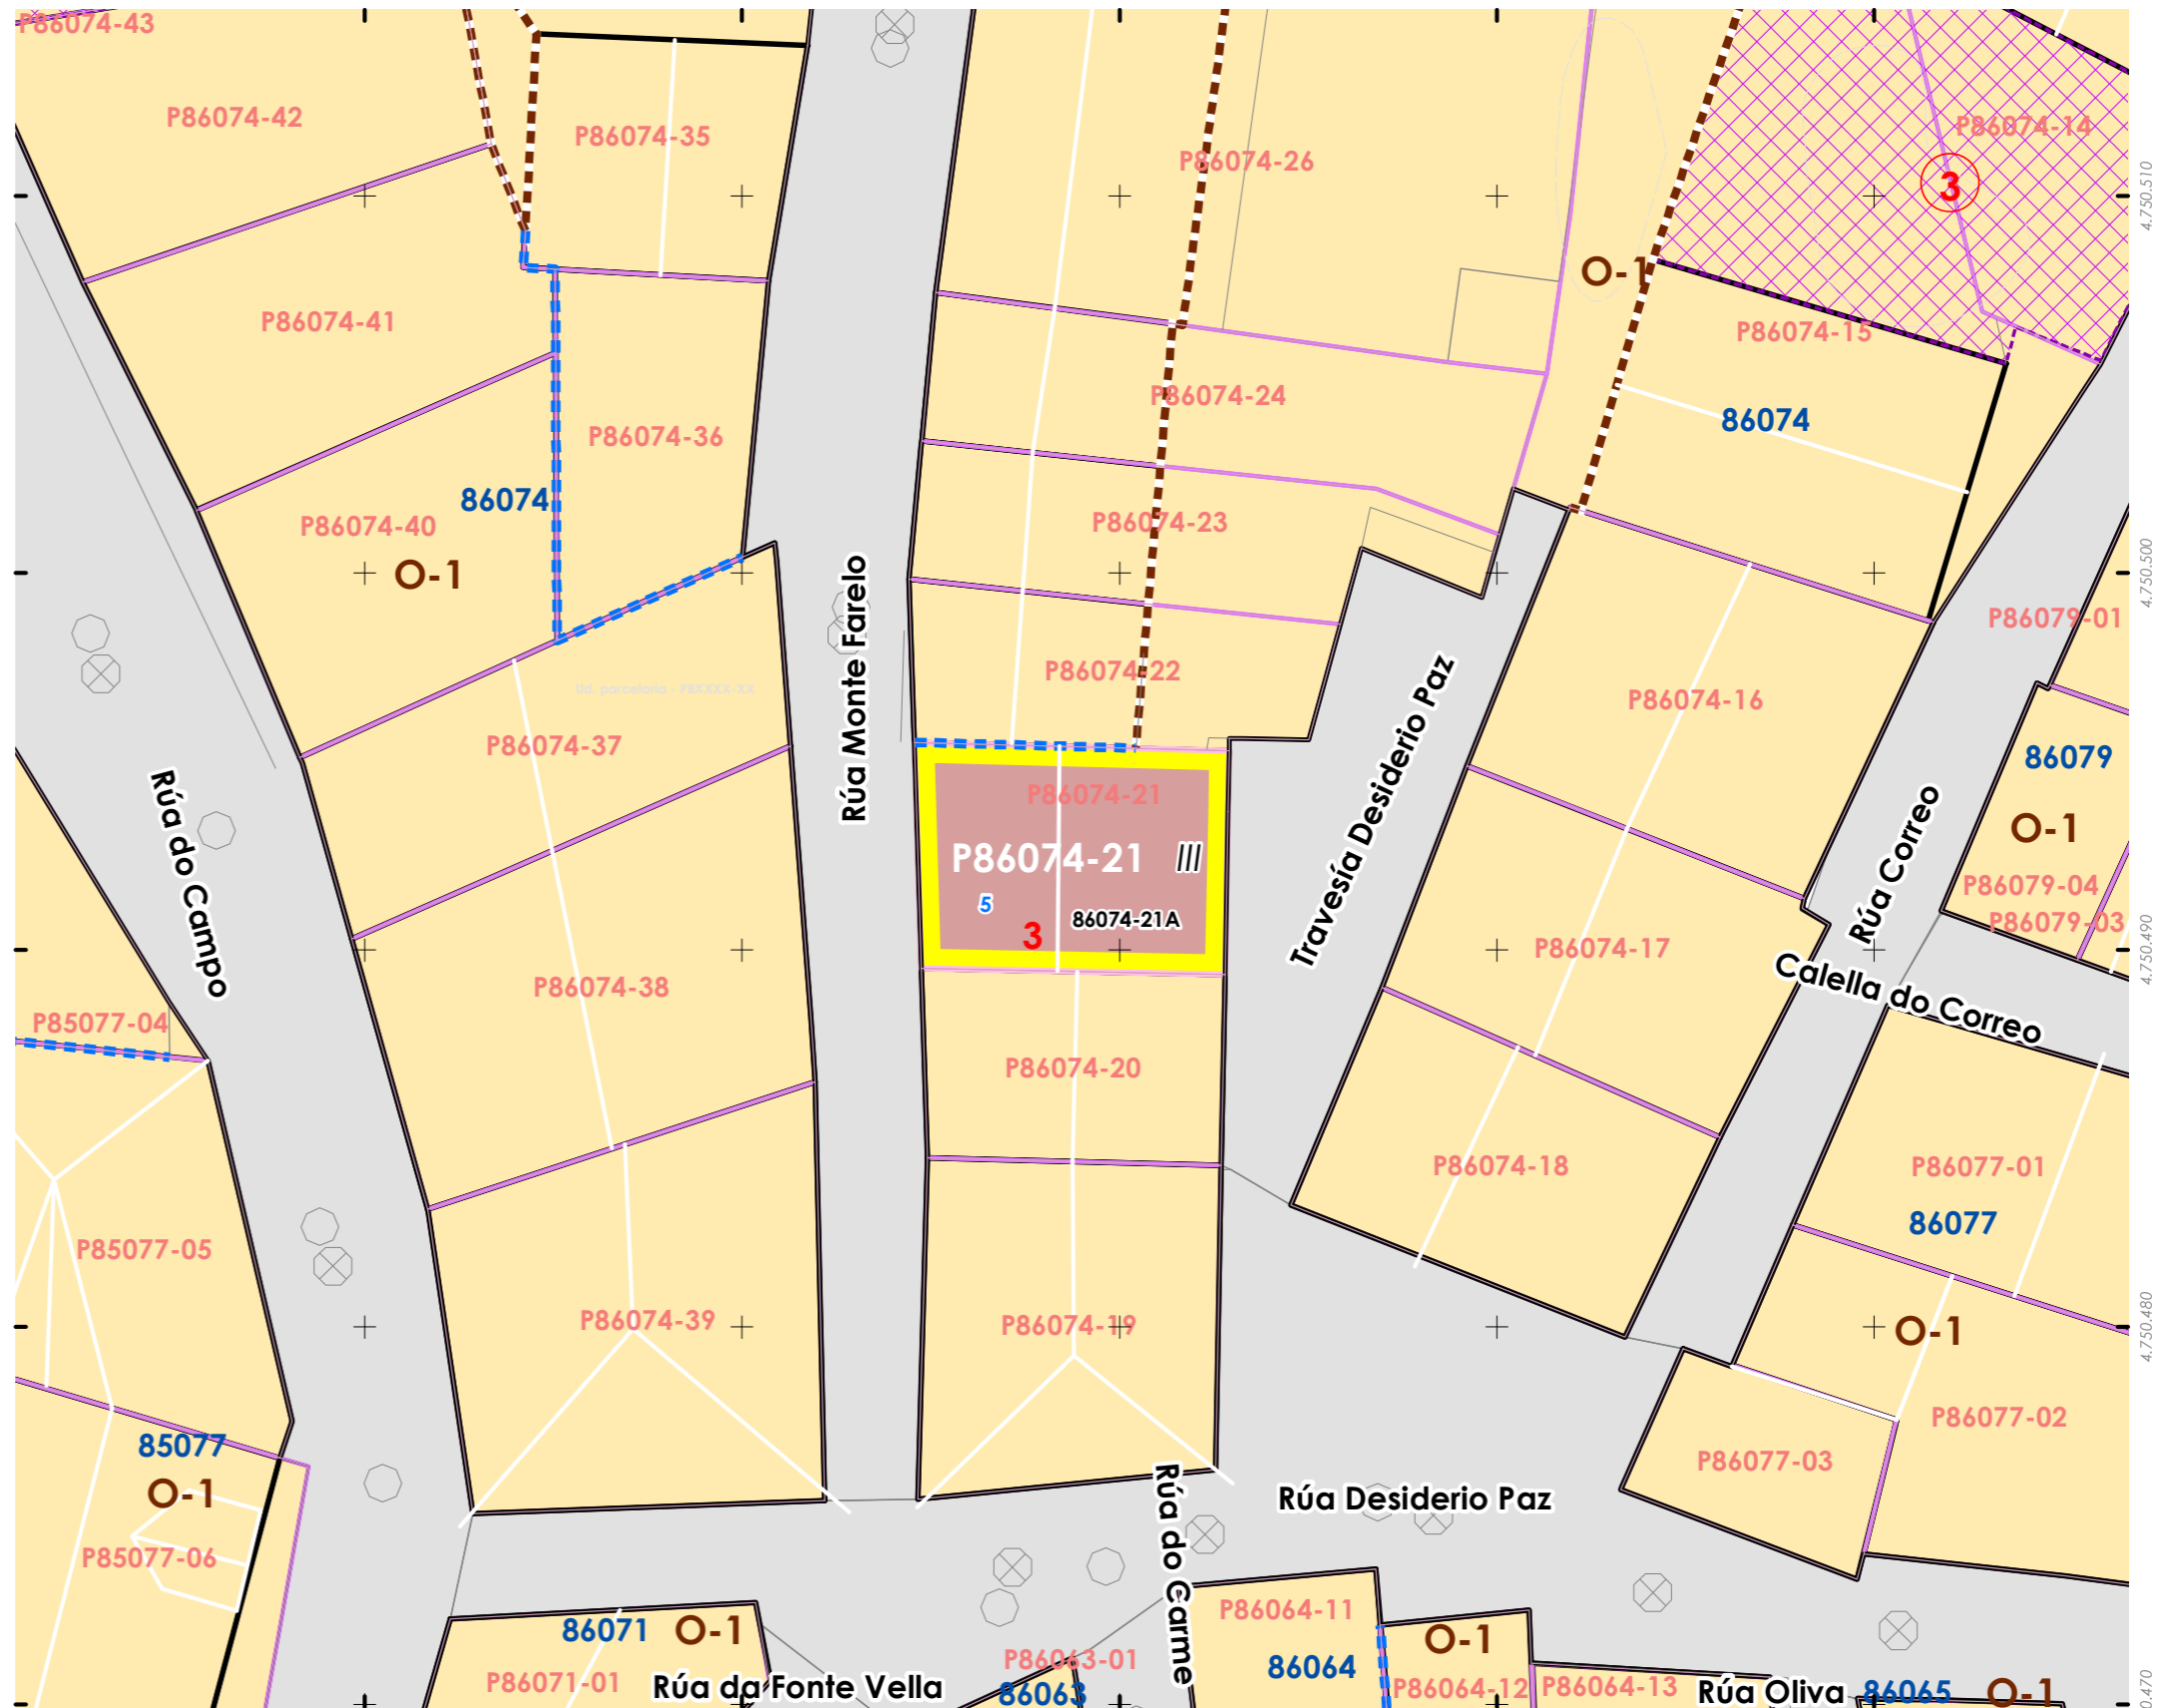 P86074-43
P86074-42
P86074-35
P86074-26
P86074-14
3
4.750.510
O-1
P86074-41
P86074-15
P86074-24
86074
P86074-36
86074
P86074-40
P86074-23
O-1
4.750.500
Rúa Monte Farelo
P86079-01
P86074-22
Ud. parcelaria - P8XXXX-XX
P86074-16
P86074-37
Travesía Desiderio Paz
86079
Rúa do Campo
P86074-21
O-1
P86074-21
III
Rúa Correo
P86079-04
5
86074-21A
P86079-03
3
P86074-17
4.750.490
P86074-38
Calella do Correo
P85077-04
P86074-20
P86074-18
P86077-01
86077
P85077-05
P86074-39
P86074-19
O-1
4.750.480
P86077-02
85077
P86077-03
O-1
Rúa Desiderio Paz
Rúa do Carme
P85077-06
P86064-11
86071
O-1
O-1
P86063-01
86064
P86071-01
Rúa da Fonte Vella
86063
P86064-12
P86064-13
Rúa Oliva
86065
O-1